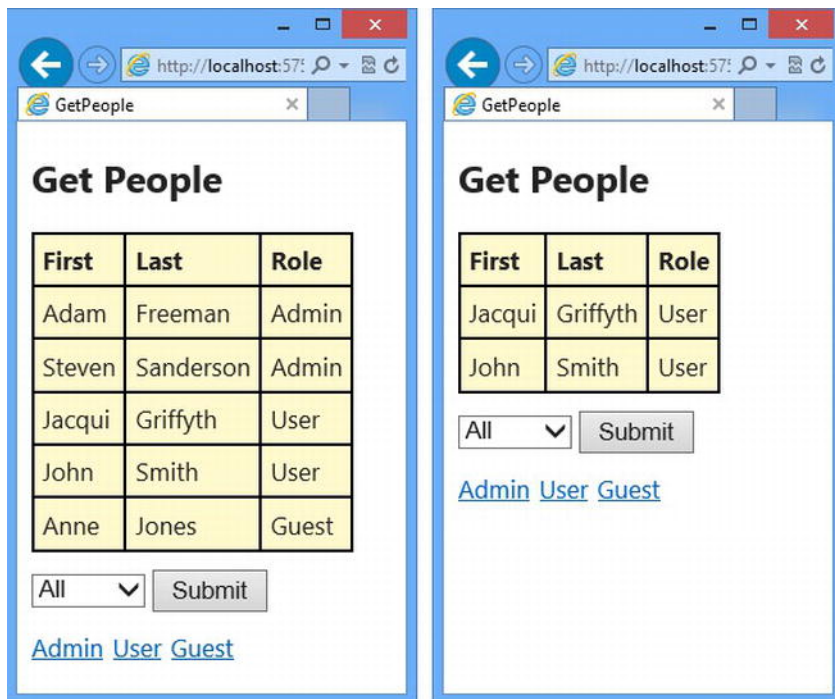 http://localhost:575
GetPeople
Get People
First Last Role
Adam Freeman Admin
Steven Sanderson Admin
Jacqui Griffyth User
John Smith User
Anne Jones Guest
All Submit
Admin User Guest
http://localhost:575
GetPeople
Get People
First Last Role
Jacqui Griffyth User
John Smith User
All Submit
Admin User Guest